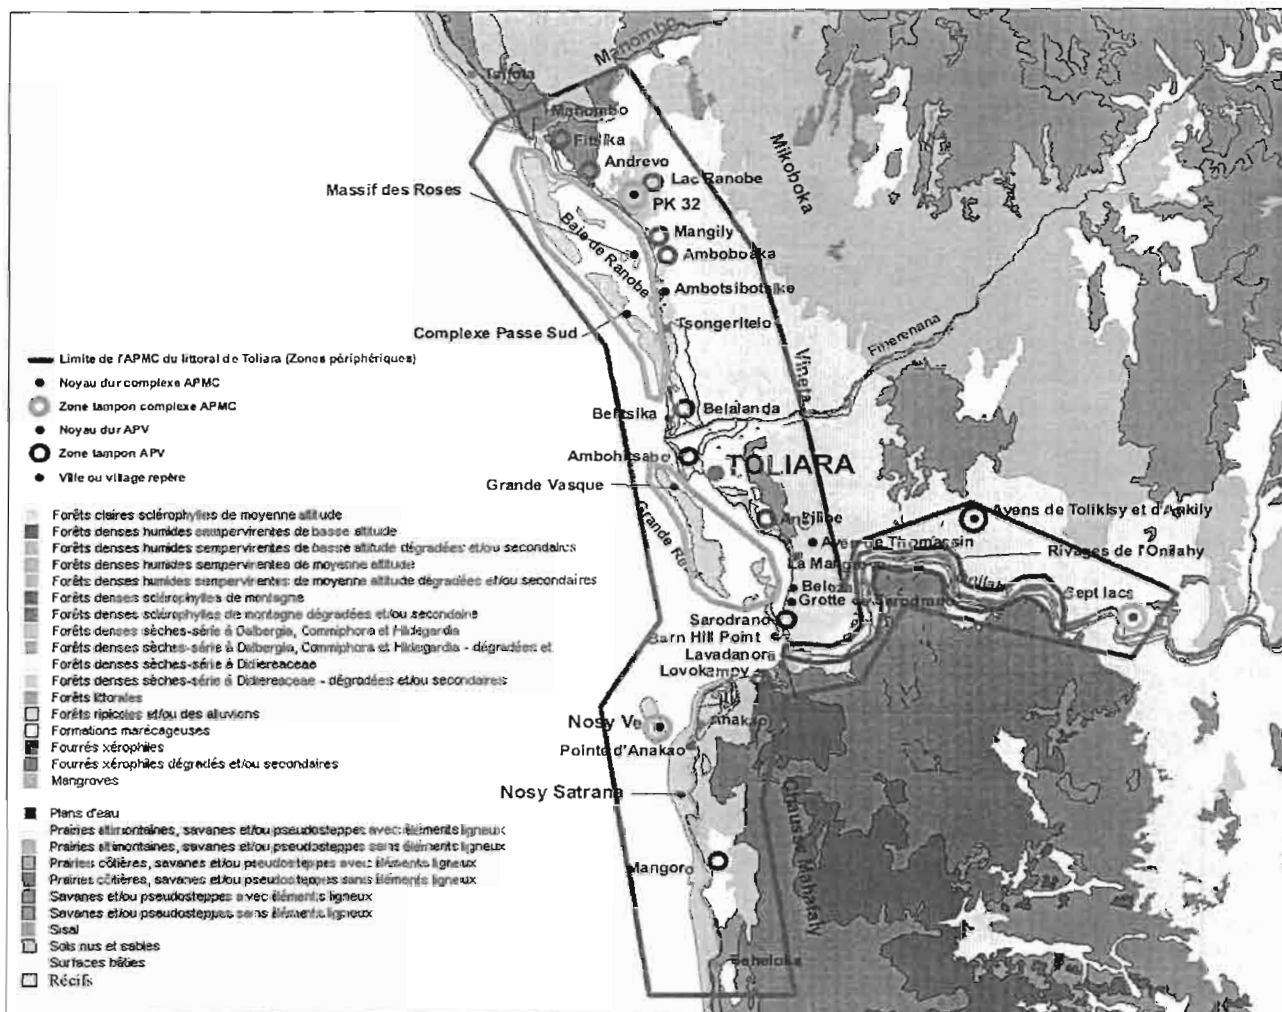 Manombo
Tsifota
Manombo
Fitsika
Andrevo
Massif des Roses
Lac Ranobe
PK 32
Mikoboka
Mangily
Baie de Ranobe
Amboboaka
Ambotsibotsike
Complexe Passe Sud
Tsongeritelo
Fiherenana
Vineta
Limite de l'APMC du littoral de Toliara (Zones périphériques)
Noyau dur complexe APMC
Zone tampon complexe APMC
Noyau dur APV
Zone tampon APV
Ville ou village repère
Belalanda
Ambohitsabo
TOLIARA
Grande Vasque
Grande
Avens de Tolikisy et d'Ankily
Aven de Thomassin
Rivages de l'Onilahy
La Mangrove
Sept lacs
Grotte de Sarodrano
Sarodrano
Barn Hill Point
Lavadanora
Lovokampy
Nosy Ve
Anakao
Pointe d'Anakao
Nosy Satrana
Mangoro
Mahafaly
Beheloka
Forêts claires sclérophylles de moyenne altitude
Forêts denses humides sempervirentes de basse altitude
Forêts denses humides sempervirentes de basse altitude dégradées et/ou secondaires
Forêts denses humides sempervirentes de moyenne altitude
Forêts denses humides sempervirentes de moyenne altitude dégradées et/ou secondaires
Forêts denses sclérophylles de montagne
Forêts denses sclérophylles de montagne dégradées et/ou secondaire
Forêts denses sèches-série à Dalbergia, Commiphora et Hildegardia
Forêts denses sèches-série à Dalbergia, Commiphora et Hildegardia - dégradées et
Forêts denses sèches-série à Didiereaceae
Forêts denses sèches-série à Didiereaceae - dégradées et/ou secondaires
Forêts littorales
Forêts ripicoles et/ou des alluvions
Formations marécageuses
Fourrés xérophiles
Fourrés xérophiles dégradés et/ou secondaires
Mangroves
Plans d'eau
Prairies altimontaines, savanes et/ou pseudosteppes avec éléments ligneux
Prairies altimontaines, savanes et/ou pseudosteppes sans éléments ligneux
Prairies côtières, savanes et/ou pseudosteppes avec éléments ligneux
Prairies côtières, savanes et/ou pseudosteppes sans éléments ligneux
Savanes et/ou pseudosteppes avec éléments ligneux
Savanes et/ou pseudosteppes sans éléments ligneux
Sisal
Sols nus et sables
Surfaces bâties
Récifs